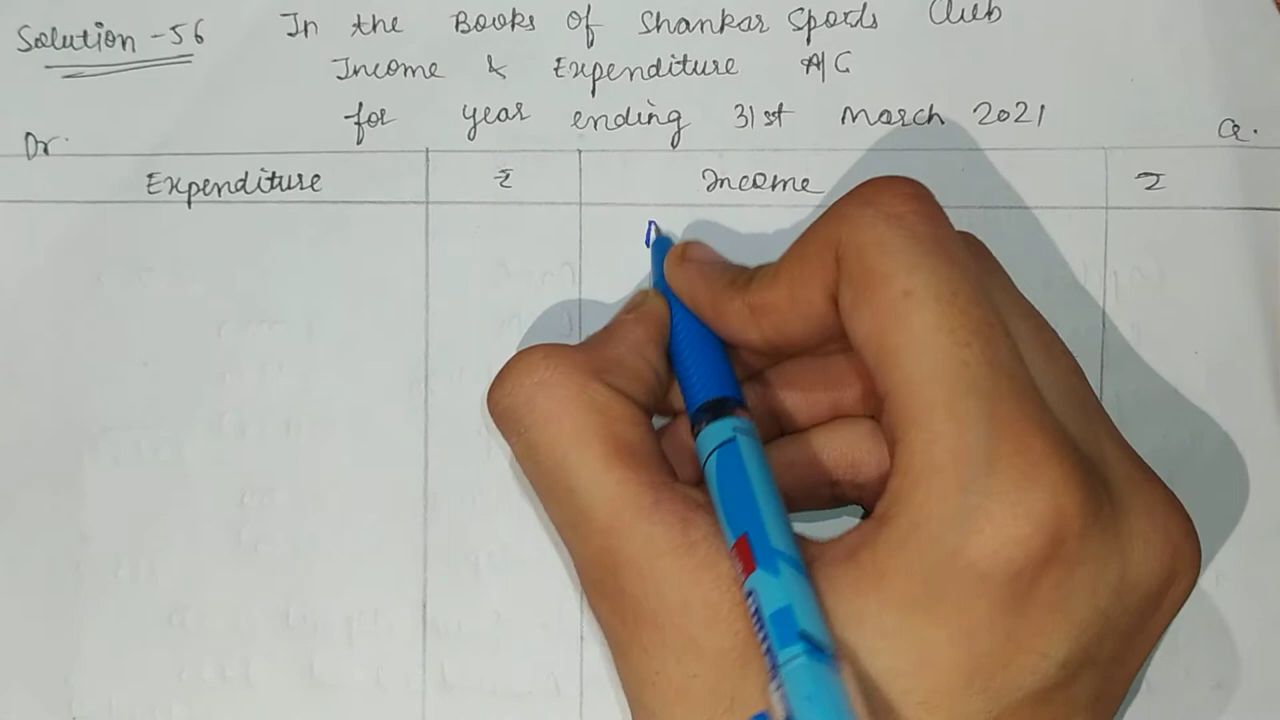 Solution - 56
In the Books of Shankar Sports Club
Income & Expenditure A/C
for year ending 31st March 2021
Dr. Cr.
Expenditure ₹ Income ₹